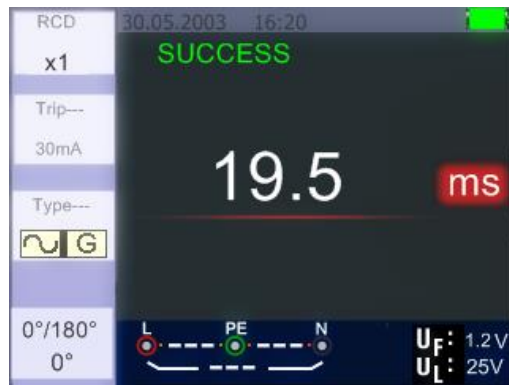 RCD
30.05.2003 16:20
x1
SUCCESS
Trip---
30mA
19.5
ms
Type---
G
0°/180°
0°
L PE N
UF: 1.2V
UL: 25V